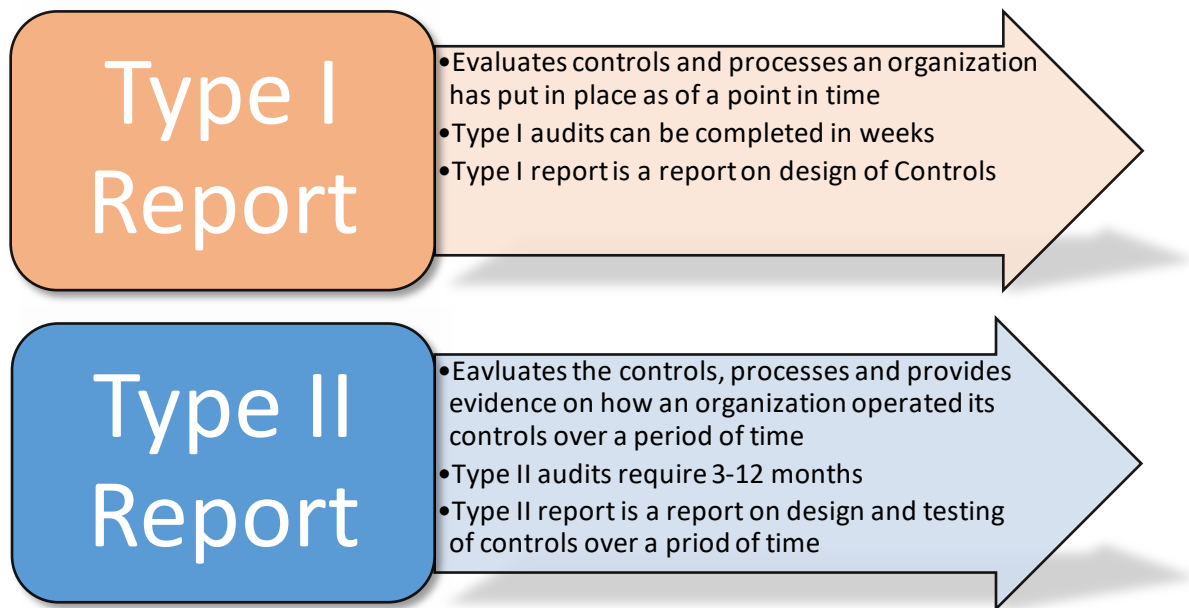 Type I
Report
•Evaluates controls and processes an organization
has put in place as of a point in time
•Type I audits can be completed in weeks
•Type I report is a report on design of Controls
Type II
Report
•Eavluates the controls, processes and provides
evidence on how an organization operated its
controls over a period of time
•Type II audits require 3-12 months
•Type II report is a report on design and testing
of controls over a priod of time